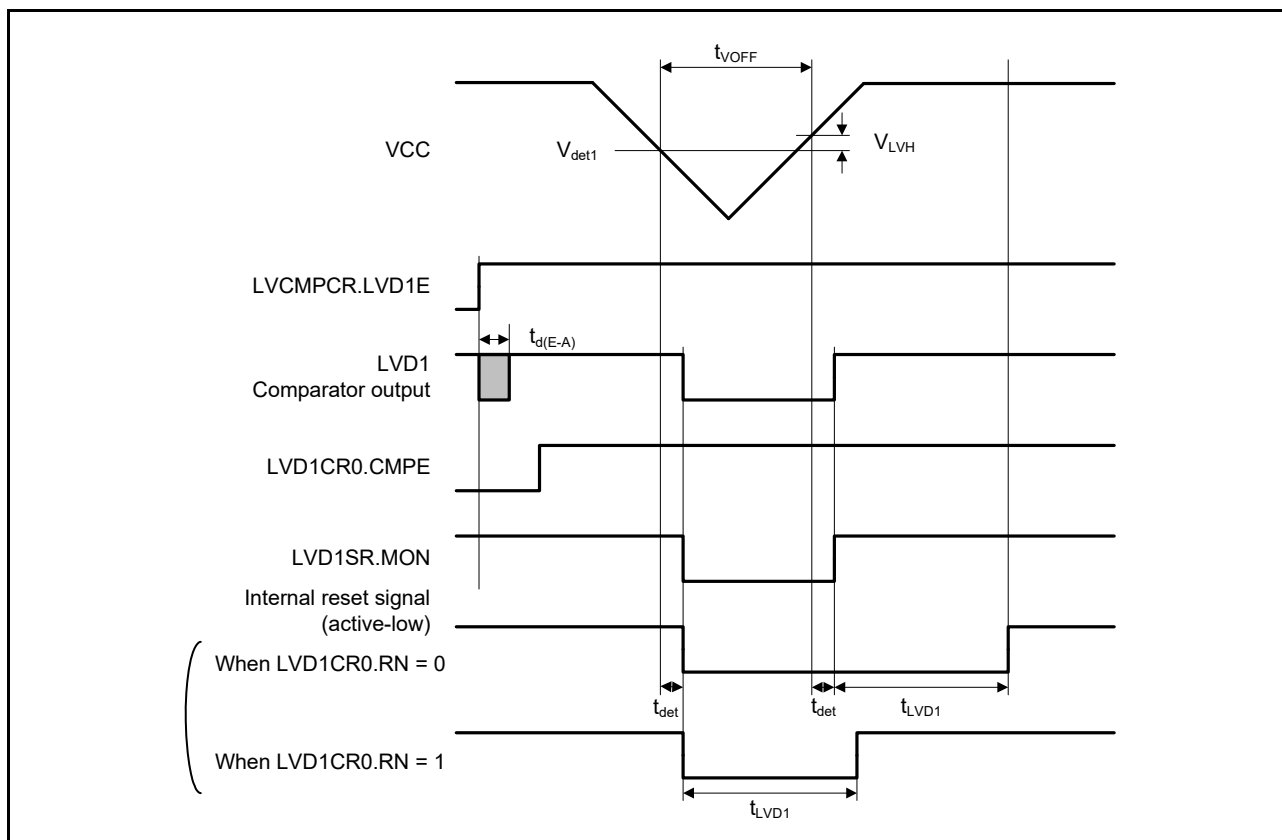 tVOFF
VCC
Vdet1
VLVH
LVCMPCR.LVD1E
td(E-A)
LVD1
Comparator output
LVD1CR0.CMPE
LVD1SR.MON
Internal reset signal
(active-low)
When LVD1CR0.RN = 0
tdet
tdet
tLVD1
When LVD1CR0.RN = 1
tLVD1